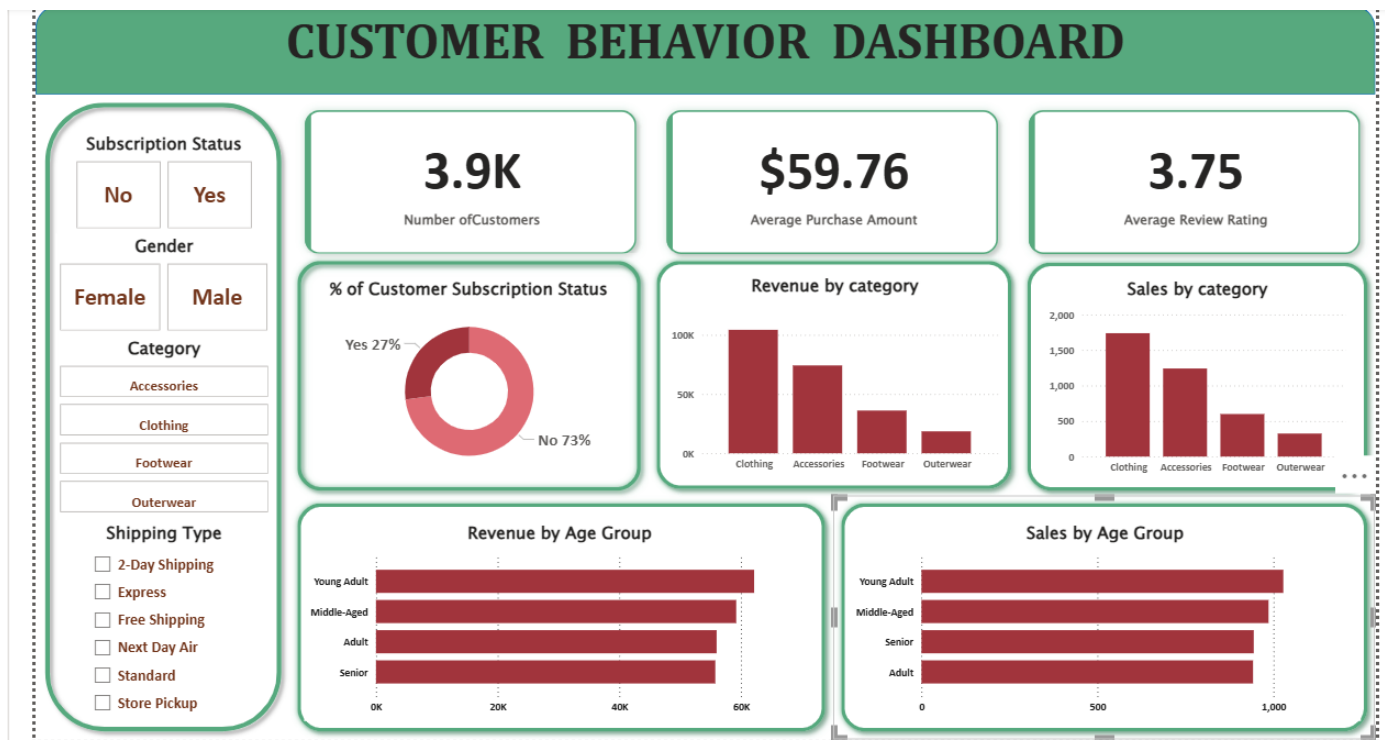 CUSTOMER BEHAVIOR DASHBOARD
Subscription Status
No
Yes
Gender
Female
Male
Category
Accessories
Clothing
Footwear
Outerwear
Shipping Type
2-Day Shipping
Express
Free Shipping
Next Day Air
Standard
Store Pickup
3.9K
Number ofCustomers
$59.76
Average Purchase Amount
3.75
Average Review Rating
% of Customer Subscription Status
Yes 27%
No 73%
Revenue by category
100K
50K
0K
Clothing Accessories Footwear Outerwear
Sales by category
2,000
1,500
1,000
500
0
Clothing Accessories Footwear Outerwear
Revenue by Age Group
Young Adult
Middle-Aged
Adult
Senior
0K 20K 40K 60K
Sales by Age Group
Young Adult
Middle-Aged
Senior
Adult
0 500 1,000